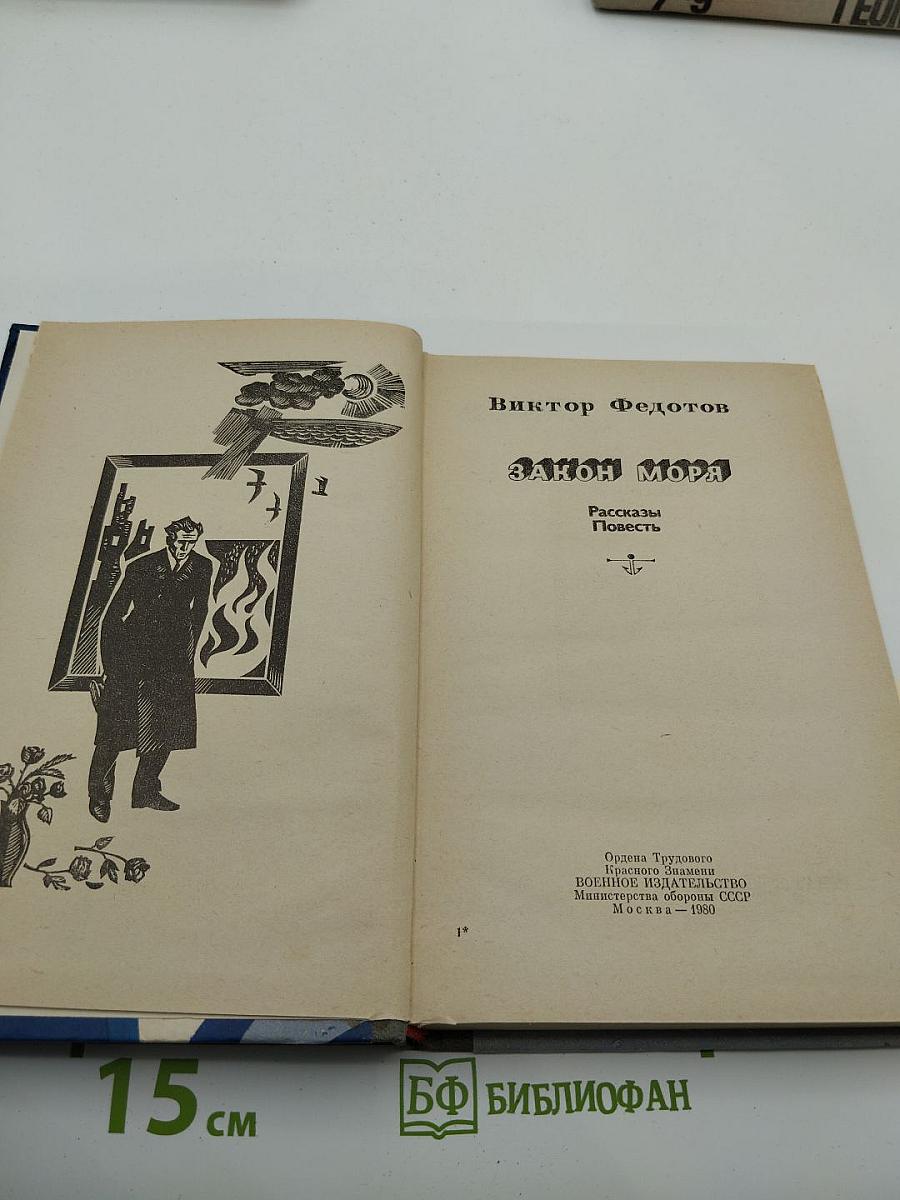 Виктор Федотов
ЗАКОН МОРЯ
Рассказы
Повесть
Ордена Трудового
Красного Знамени
ВОЕННОЕ ИЗДАТЕЛЬСТВО
Министерства обороны СССР
Москва — 1980
1*
15 см
БФ БИБЛИОФАН